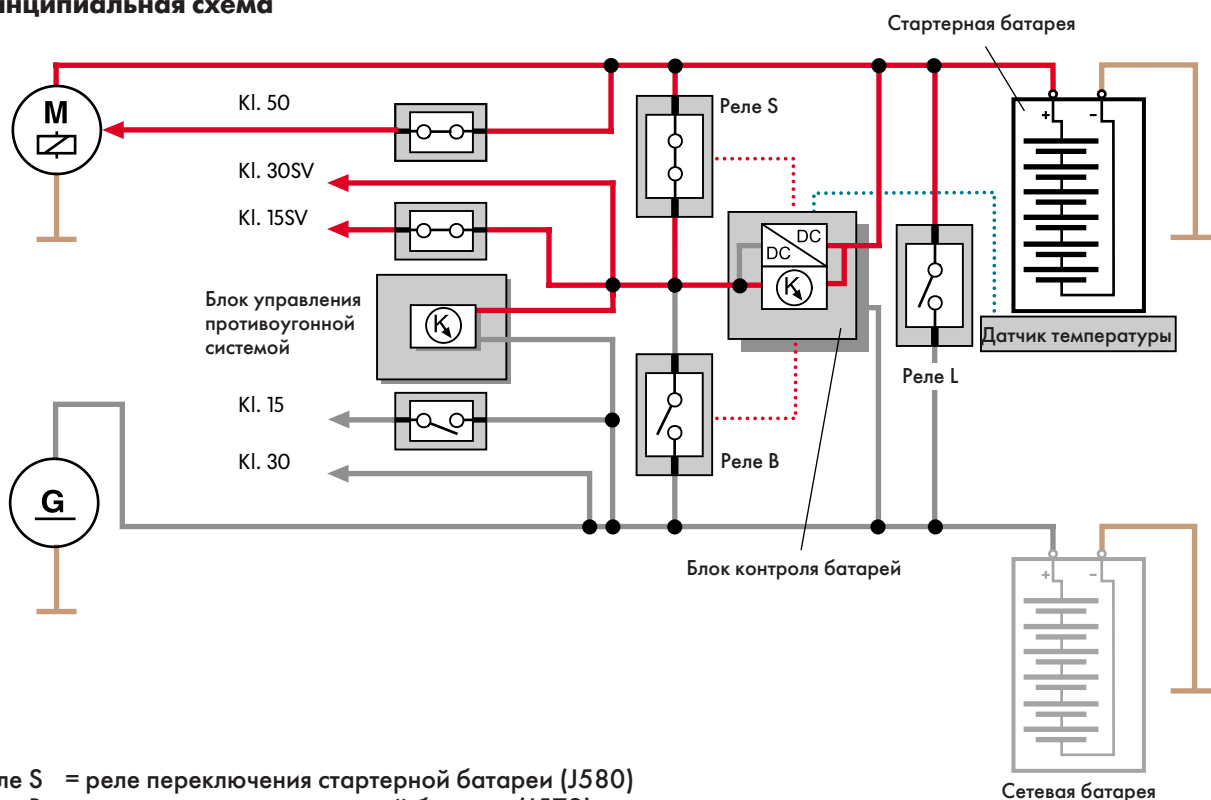 Стартерная батарея
M
Kl. 50
Реле S
+ -
Kl. 30SV
Kl. 15SV
DC
DC
K
Блок управления
противоугонной
системой
K
Датчик температуры
Реле L
Kl. 15
Kl. 30
Реле B
G
Блок контроля батарей
+ -
S = реле переключения стартерной батареи (J580)
Сетевая батарея